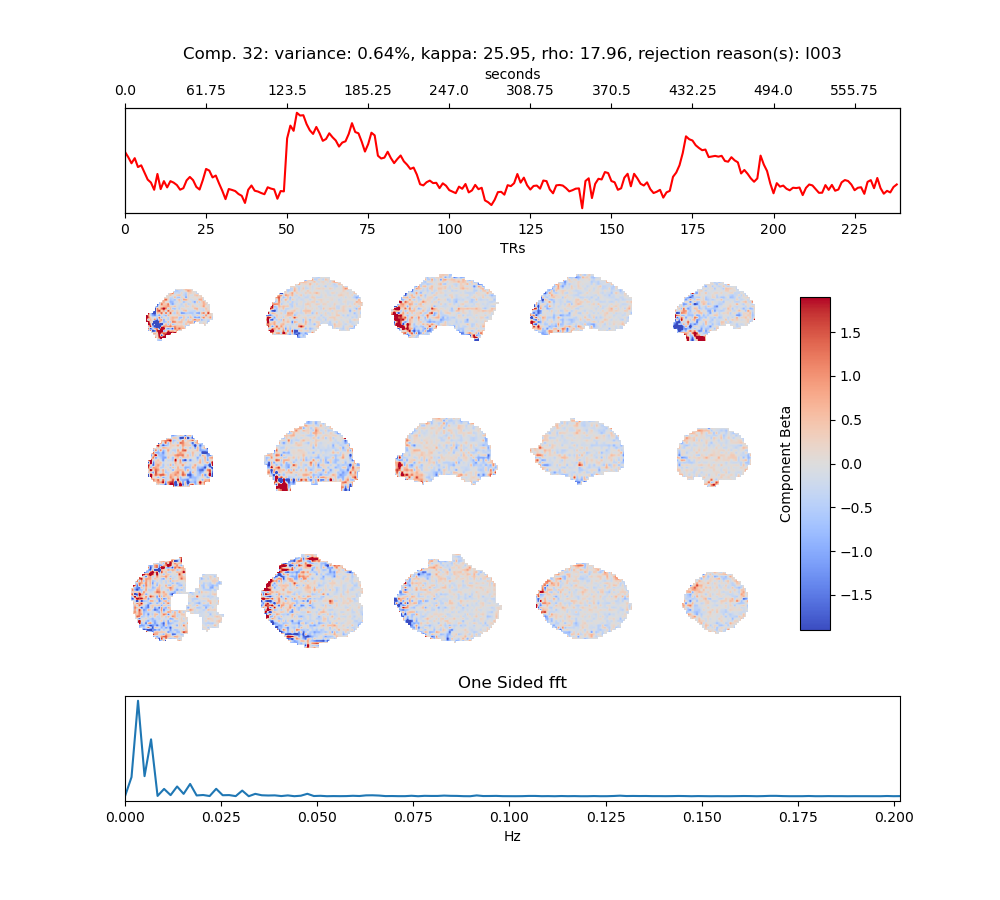 Comp. 32: variance: 0.64%, kappa: 25.95, rho: 17.96, rejection reason(s): I003
seconds
0.0 61.75 123.5 185.25 247.0 308.75 370.5 432.25 494.0 555.75
0 25 50 75 100 125 150 175 200 225
TRs
1.5
1.0
0.5
0.0
−0.5
−1.0
−1.5
Component Beta
One Sided fft
0.000 0.025 0.050 0.075 0.100 0.125 0.150 0.175 0.200
Hz